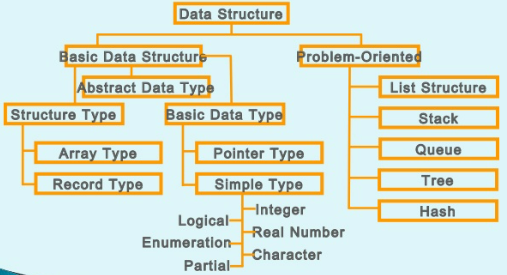 Data Structure
Basic Data Structure
Problem-Oriented
Abstract Data Type
List Structure
Structure Type
Basic Data Type
Stack
Array Type
Pointer Type
Queue
Record Type
Simple Type
Tree
Integer
Hash
Logical
Real Number
Enumeration
Character
Partial